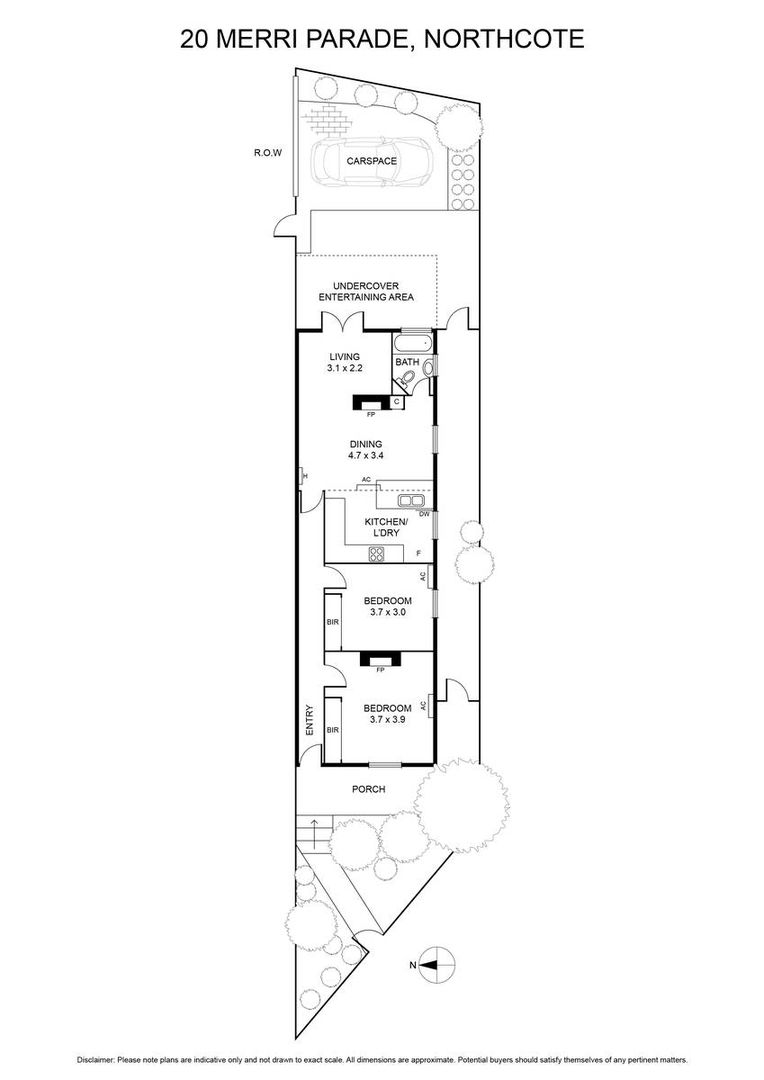 20 MERRI PARADE, NORTHCOTE
R.O.W
CARSPACE
UNDERCOVER
ENTERTAINING AREA
LIVING
3.1 x 2.2
BATH
C
FP
DINING
4.7 x 3.4
H
AC
DW
KITCHEN/
L'DRY
F
AC
BEDROOM
3.7 x 3.0
BIR
FP
AC
BEDROOM
3.7 x 3.9
ENTRY
BIR
PORCH
N
Disclaimer: Please note plans are indicative only and not drawn to exact scale. All dimensions are approximate. Potential buyers should satisfy themselves of any pertinent matters.